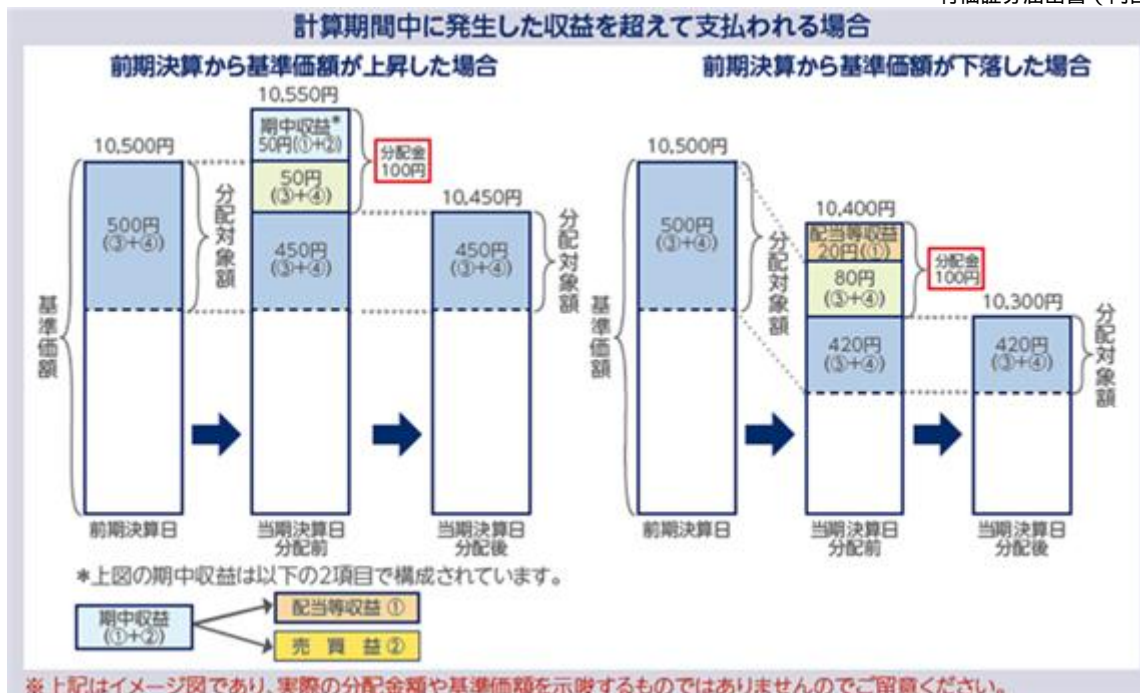 計算期間中に発生した収益を超えて支払われる場合
前期決算から基準価額が上昇した場合
10,550円
期中収益*
50円(①+②)
分配金
100円
10,500円
500円
(③+④)
分配対象額
50円
(③+④)
450円
(③+④)
10,450円
450円
(③+④)
分配対象額
基準価額
前期決算日
当期決算日
分配前
当期決算日
分配後
前期決算から基準価額が下落した場合
10,500円
500円
(③+④)
分配対象額
10,400円
配当等収益
20円(①)
80円
(③+④)
420円
(③+④)
分配金
100円
10,300円
420円
(③+④)
分配対象額
基準価額
前期決算日
当期決算日
分配前
当期決算日
分配後
*上図の期中収益は以下の2項目で構成されています。
期中収益
(①+②)
配当等収益 ①
売 買 益 ②
※上記はイメージ図であり、実際の分配金額や基準価額を示唆するものではありませんのでご留意ください。